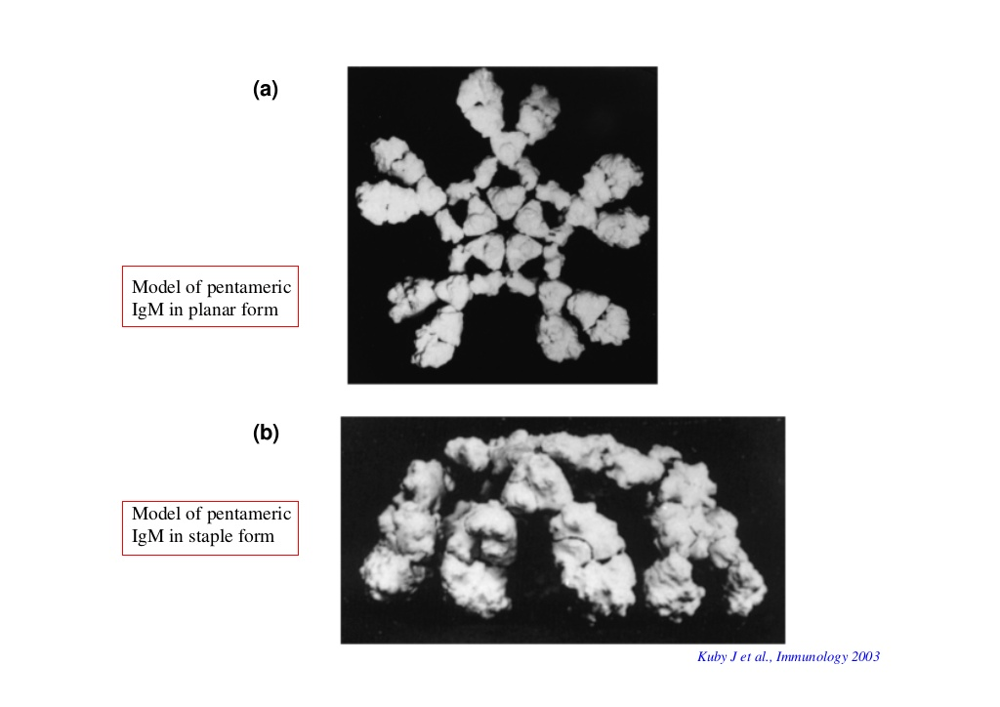 (a)
Model of pentameric
IgM in planar form
(b)
Model of pentameric
IgM in staple form
Kuby J et al., Immunology 2003